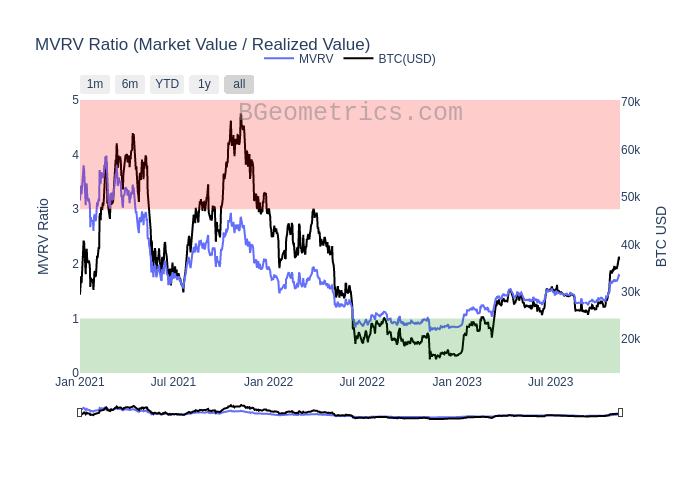 MVRV Ratio (Market Value / Realized Value)
MVRV BTC(USD)
1m 6m YTD 1y all
BGeometrics.com
5
4
3
2
1
0
MVRV Ratio
70k
60k
50k
40k
30k
20k
BTC USD
Jan 2021 Jul 2021 Jan 2022 Jul 2022 Jan 2023 Jul 2023